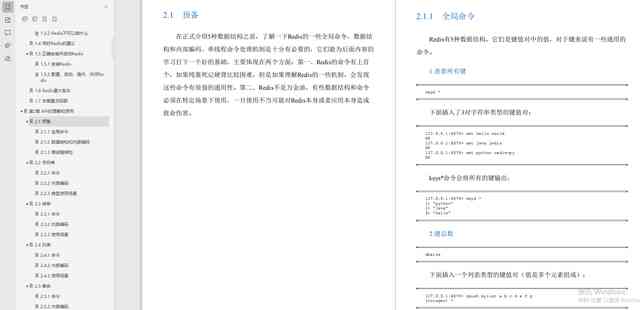 1.3.2 Redis不可以做什么
1.4 用好Redis的建议
1.5 正确安装并启动Redis
1.5.1 安装Redis
1.5.2 配置、启动、操作、关闭Redis
1.6 Redis重大版本
1.7 本章重点回顾
第2章 API的理解和使用
2.1 预备
2.1.1 全局命令
2.1.2 数据结构和内部编码
2.1.3 单线程架构
2.2 字符串
2.2.1 命令
2.2.2 内部编码
2.2.3 典型使用场景
2.3 哈希
2.3.1 命令
2.3.2 内部编码
2.3.3 使用场景
2.4 列表
2.4.1 命令
2.4.2 内部编码
2.4.3 使用场景
2.5 集合
2.5.1 命令
2.5.2 内部编码
2.1 预备
在正式介绍5种数据结构之前，了解一下Redis的一些全局命令、数据结
构和内部编码、单线程命令处理机制是十分有必要的，它们能为后面内容的
学习打下一个好的基础，主要体现在两个方面：第一、Redis的命令有上百
个，如果纯靠死记硬背比较困难，但是如果理解Redis的一些机制，会发现
这些命令有很强的通用性。第二、Redis不是万金油，有些数据结构和命令
必须在特定场景下使用，一旦使用不当可能对Redis本身或者应用本身造成
致命伤害。
2.1.1 全局命令
Redis有5种数据结构，它们是键值对中的值，对于键来说有一些通用的
命令。
1.查看所有键
keys *
下面插入了3对字符串类型的键值对：
127.0.0.1:6379> set hello world
OK
127.0.0.1:6379> set java jedis
OK
127.0.0.1:6379> set python redis-py
OK
keys*命令会将所有的键输出：
127.0.0.1:6379> keys *
1) "python"
2) "java"
3) "hello"
2.键总数
dbsize
下面插入一个列表类型的键值对（值是多个元素组成）：
127.0.0.1:6379> rpush mylist a b c d e f g
(integer) 7
激活 Windows